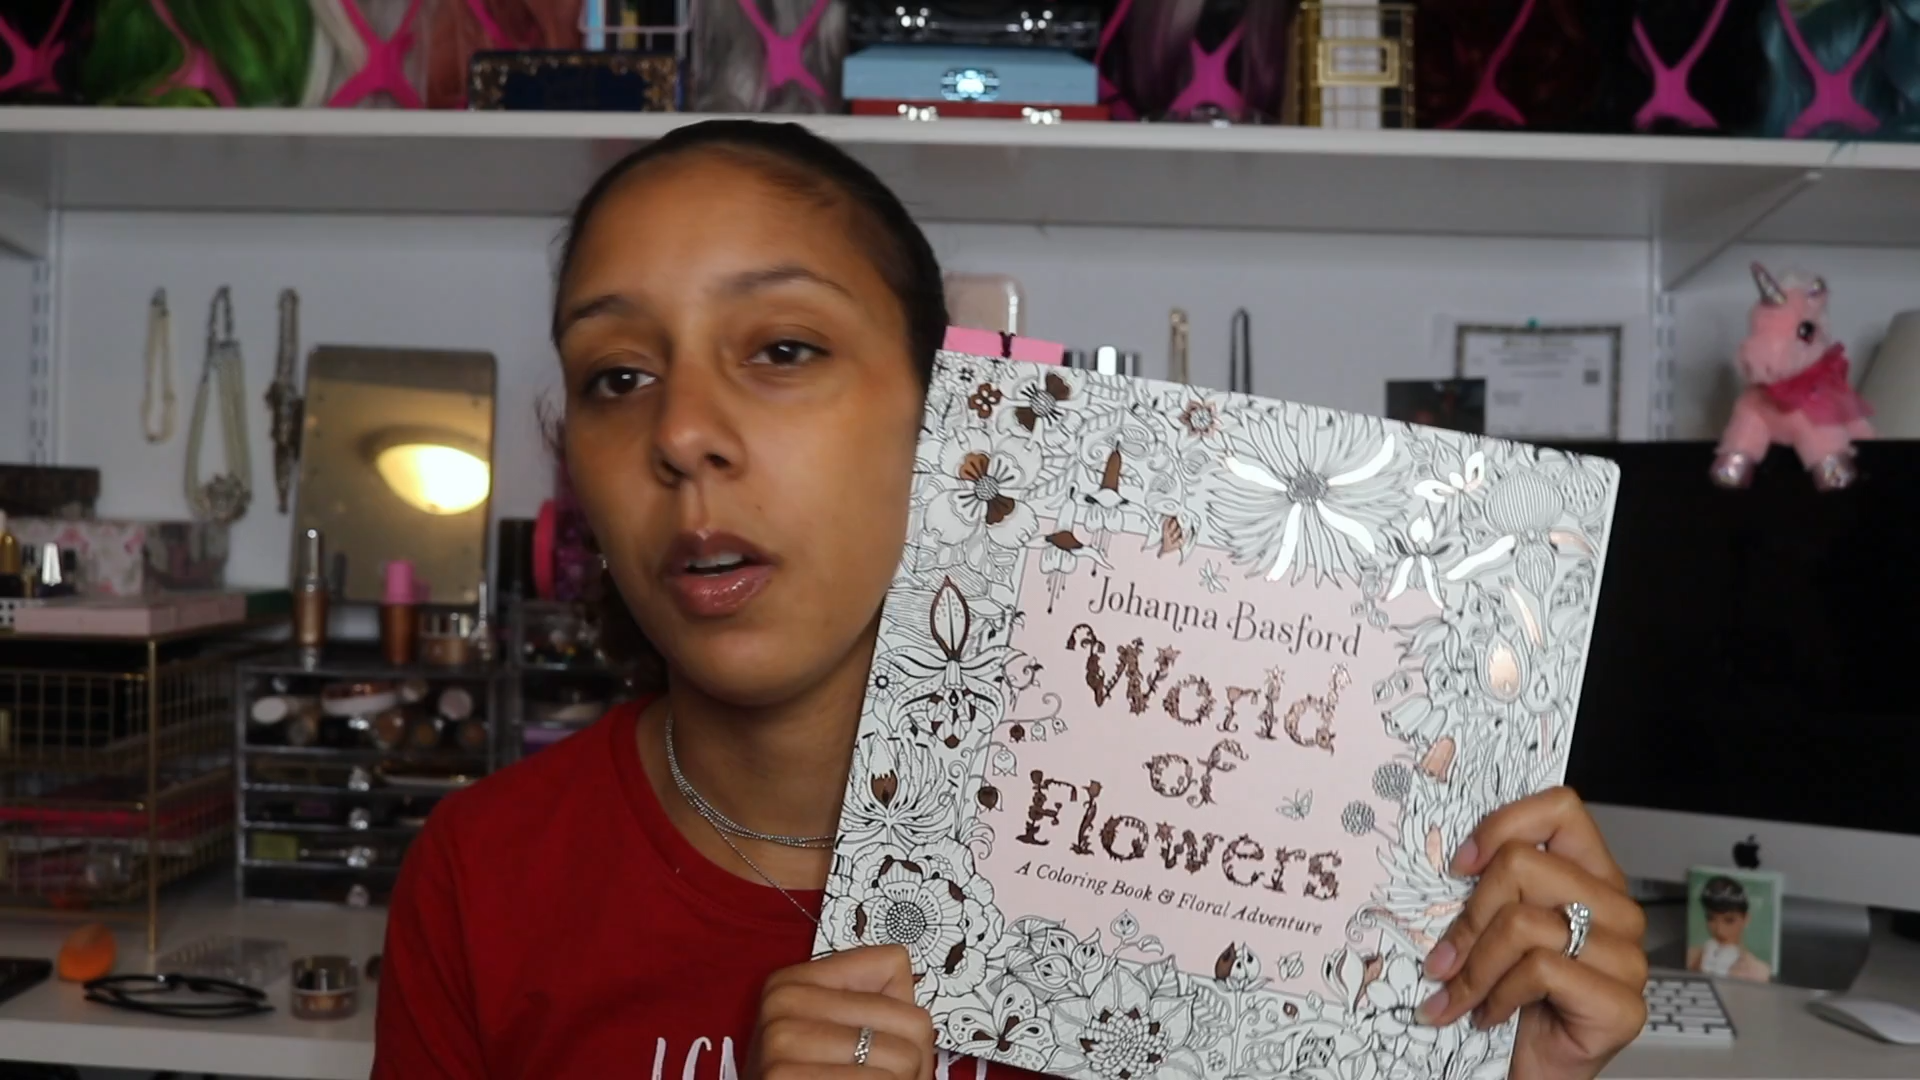 Johanna Basford
World
of
Flowers
A Coloring Book & Floral Adventure